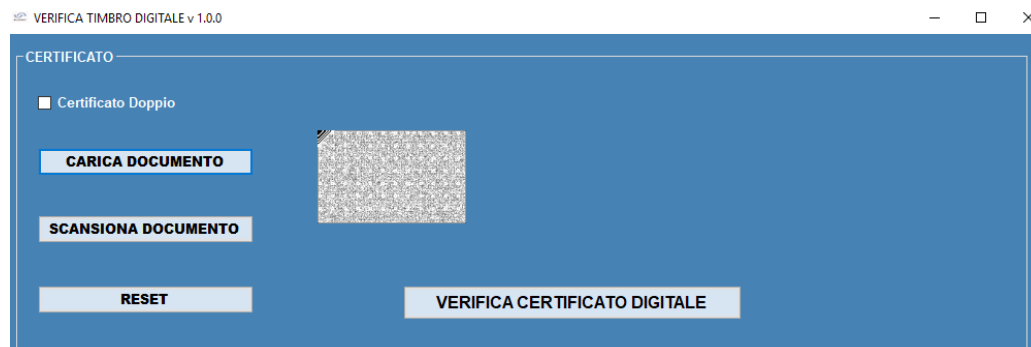 VERIFICA TIMBRO DIGITALE v 1.0.0
CERTIFICATO
Certificato Doppio
CARICA DOCUMENTO
SCANSIONA DOCUMENTO
RESET
VERIFICA CERTIFICATO DIGITALE